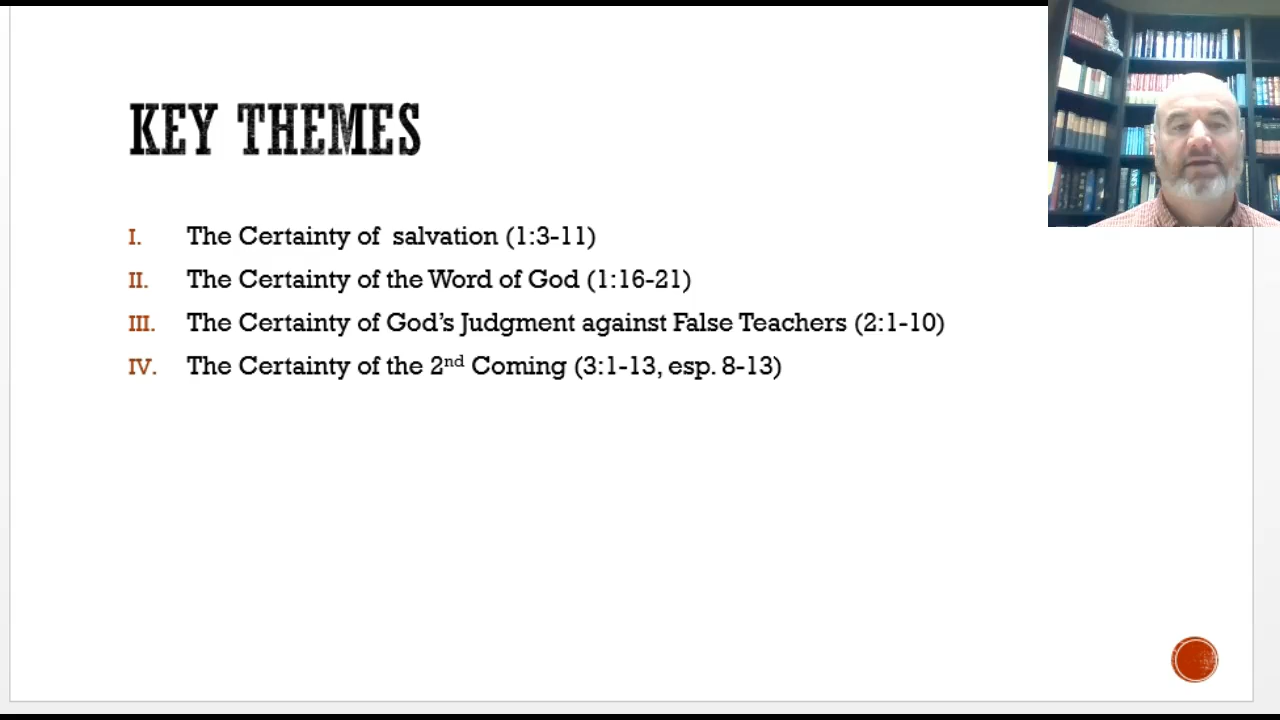 KEY THEMES
I. The Certainty of salvation (1:3-11)
II. The Certainty of the Word of God (1:16-21)
III. The Certainty of God’s Judgment against False Teachers (2:1-10)
IV. The Certainty of the 2nd Coming (3:1-13, esp. 8-13)